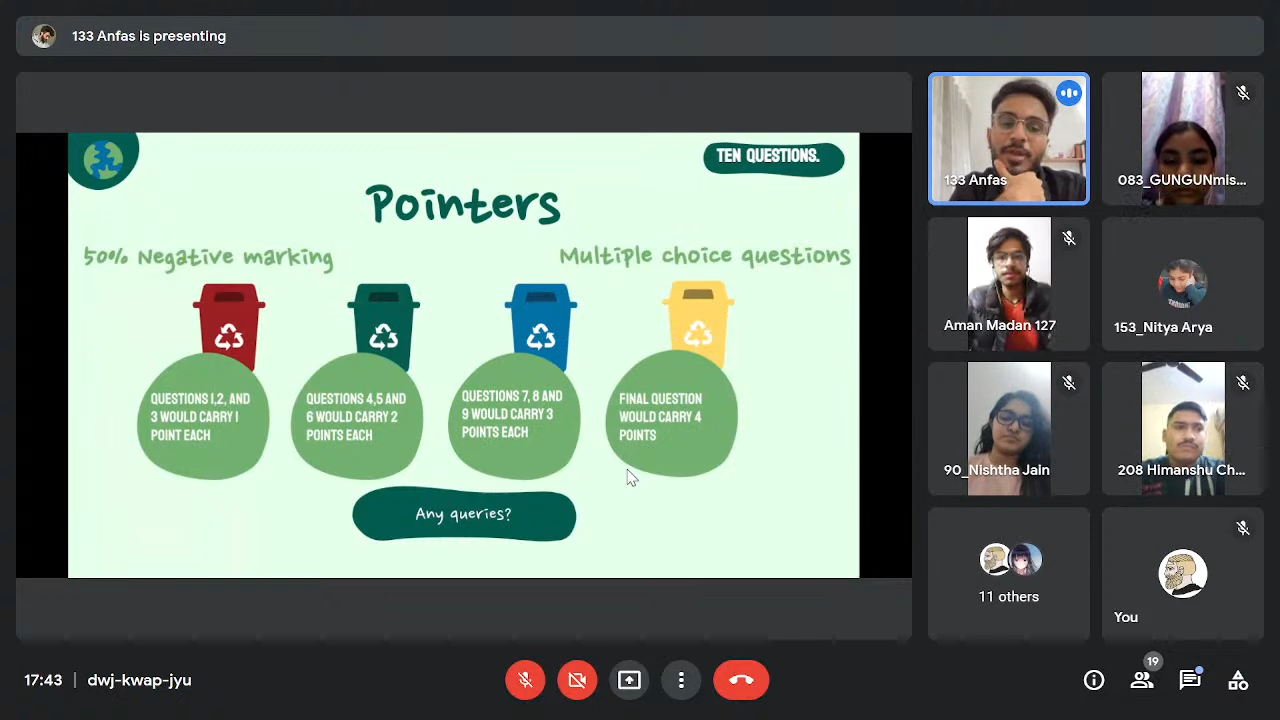 133 Anfas is presenting
TEN QUESTIONS.
Pointers
50% Negative marking
Multiple choice questions
QUESTIONS 1,2, AND
3 WOULD CARRY 1
POINT EACH
QUESTIONS 4,5 AND
6 WOULD CARRY 2
POINTS EACH
QUESTIONS 7, 8 AND
9 WOULD CARRY 3
POINTS EACH
FINAL QUESTION
WOULD CARRY 4
POINTS
Any queries?
133 Anfas
083_GUNGUNmis...
Aman Madan 127
153_Nitya Arya
90_Nishtha Jain
208 Himanshu Ch...
11 others
You
17:43 | dwj-kwap-jyu
19